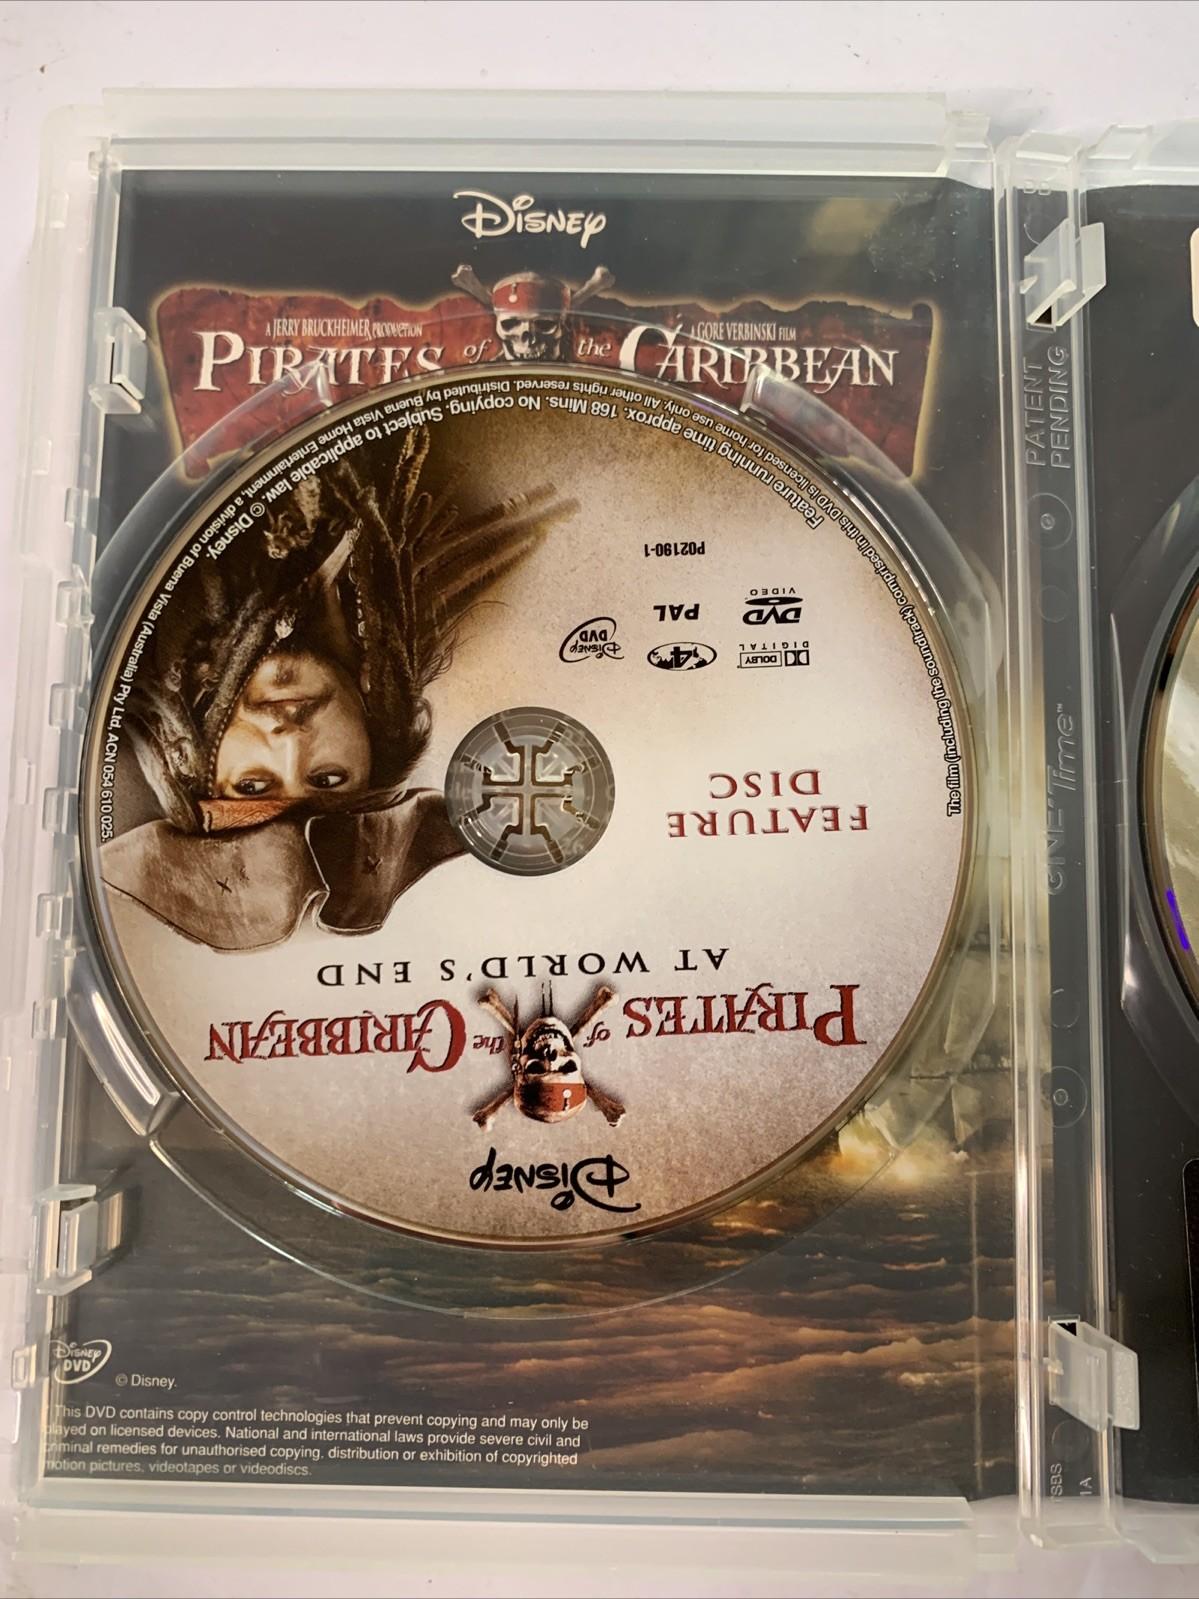 DISNEY
A JERRY BRUCKHEIMER PRODUCTION
A GORE VERBINSKI FILM
PIRATES of the CARIBBEAN
DISNEY
PIRATES of the CARIBBEAN
AT WORLD'S END
FEATURE
DISC
DOLBY
DIGITAL
4
DISNEY
DVD
DVD
VIDEO
PAL
P02190-1
The film (including the soundtrack) comprised in this DVD is licensed for home use only. All other rights reserved. Distributed by Buena Vista Home Entertainment, a division of Buena Vista (Australia) Pty Ltd, ACN 054 610 025.
Feature running time approx. 168 Mins. No copying. Subject to applicable law. © Disney.
DISNEY
DVD
© Disney.
This DVD contains copy control technologies that prevent copying and may only be
played on licensed devices. National and international laws provide severe civil and
criminal remedies for unauthorised copying, distribution or exhibition of copyrighted
motion pictures, videotapes or videodiscs.
PATENT
PENDING
Time™